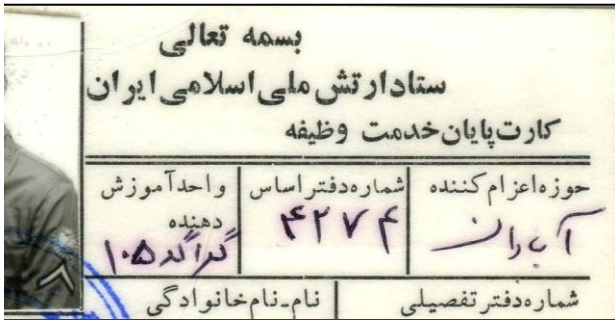 بسمه تعالی
ستاد ارتش ملی اسلامی ایران
کارت پایان خدمت وظیفه
حوزه اعزام کننده
شماره دفتر اساس
واحد آموزش دهنده
۴۲۷۴
شماره دفتر تفصیلی
نام ـ نام خانوادگی